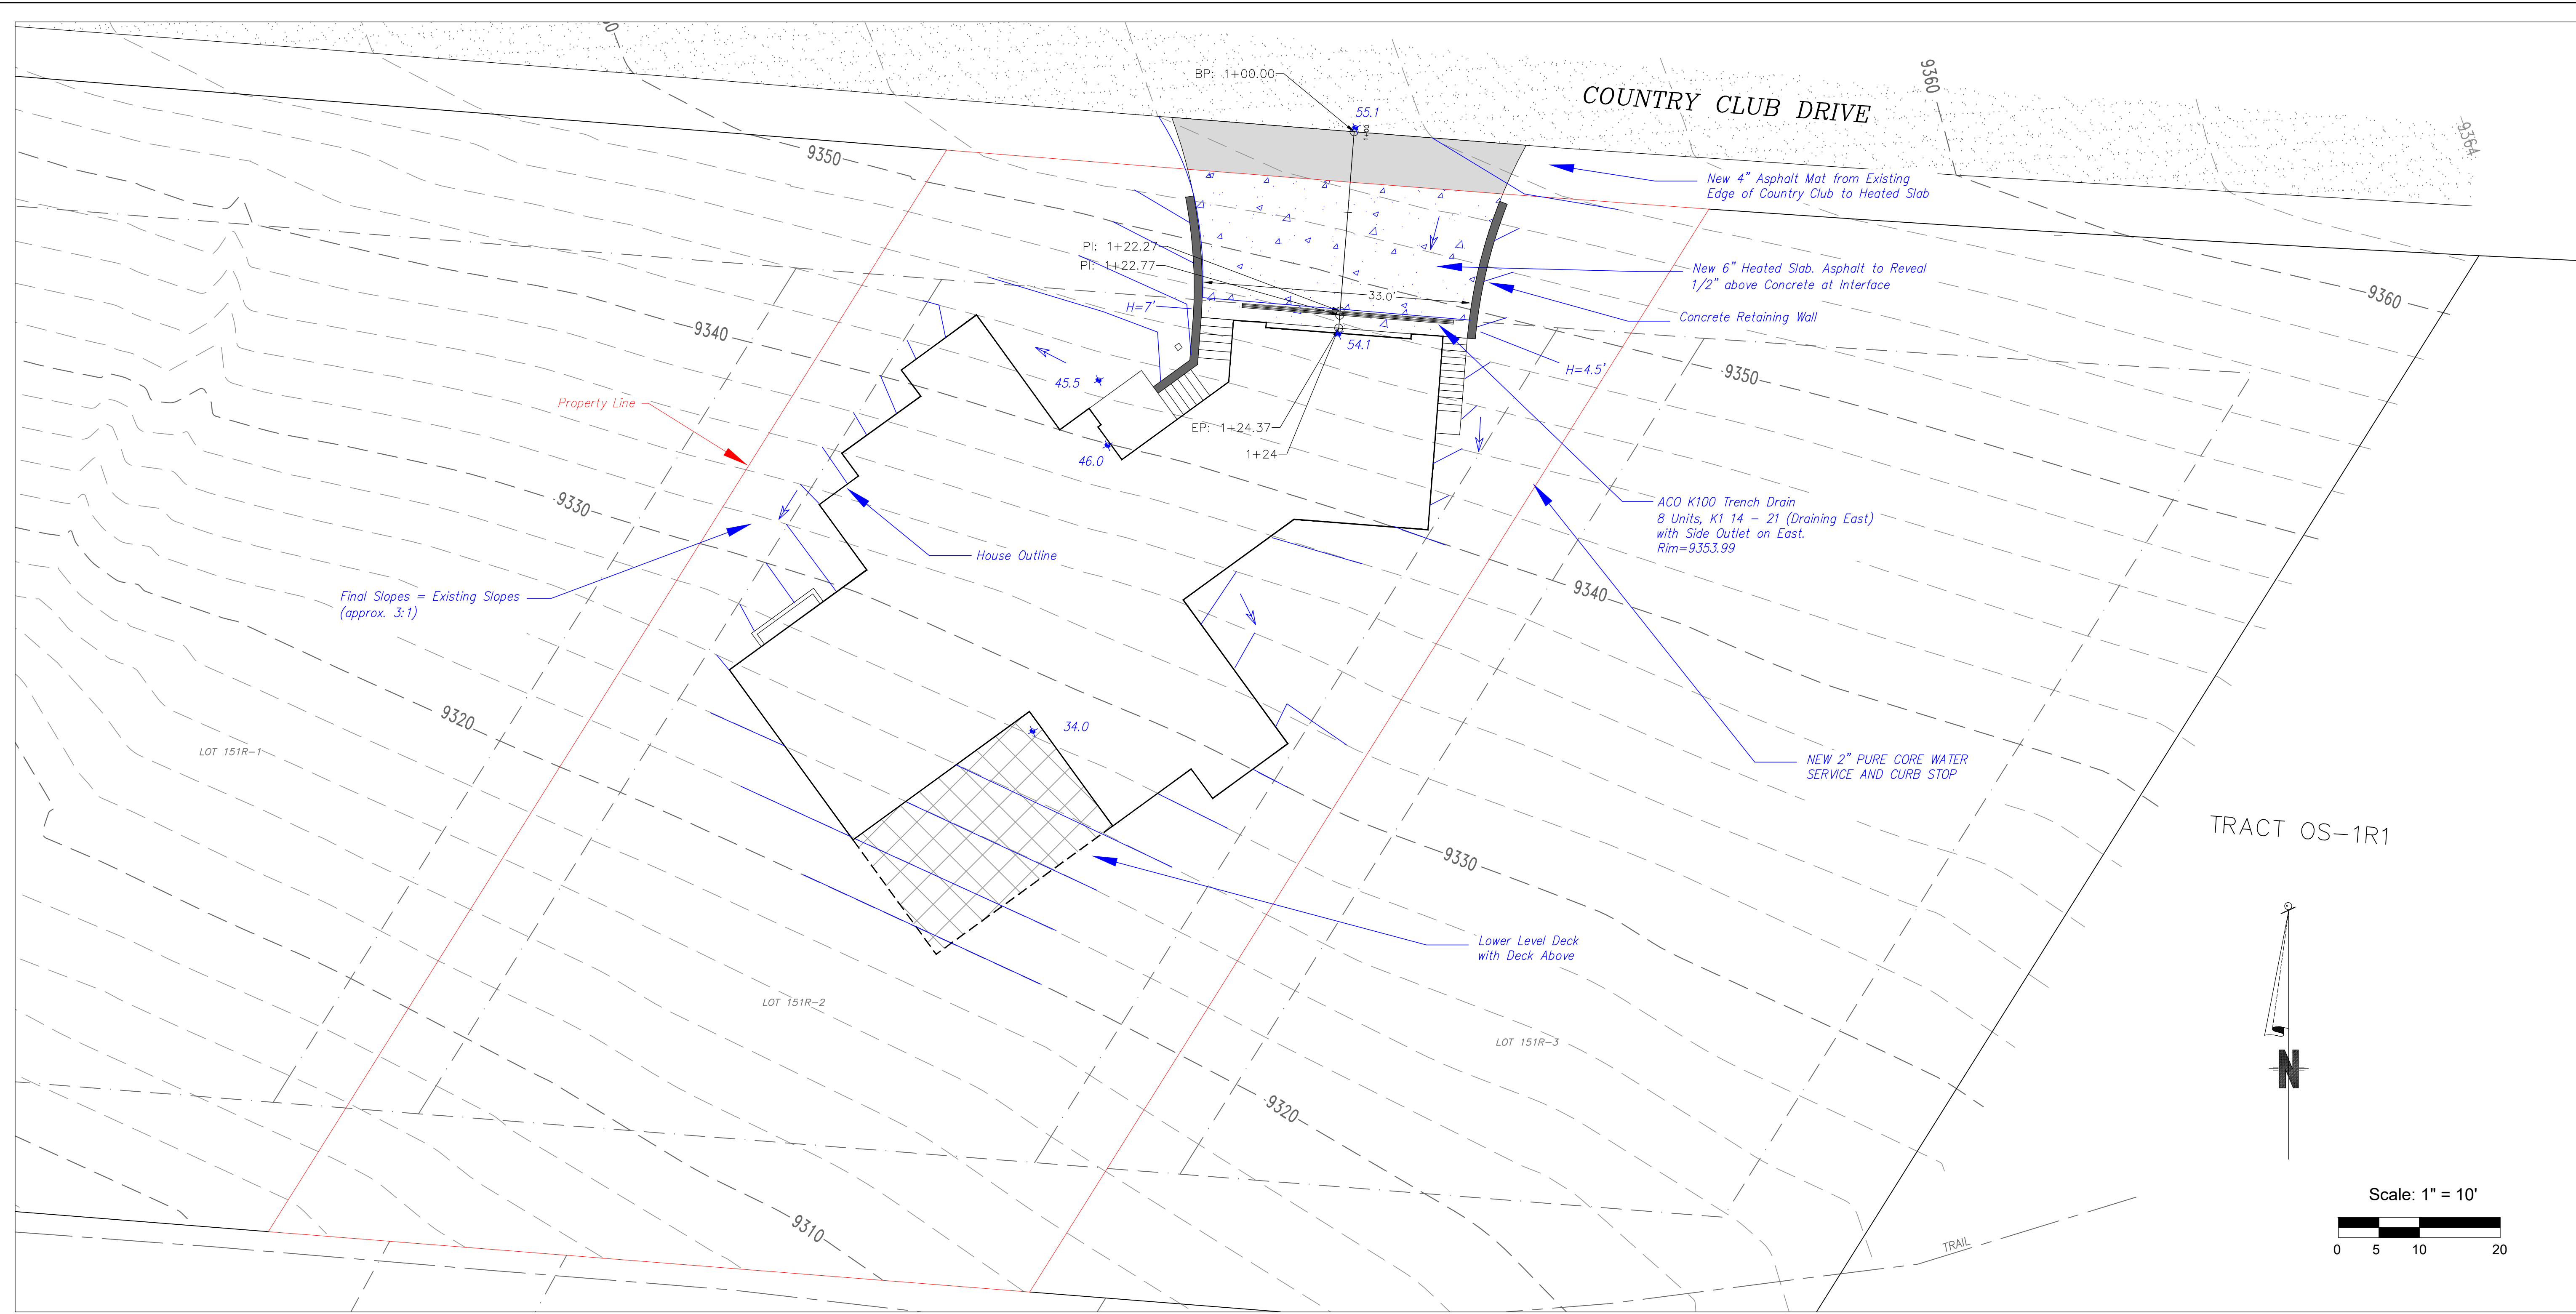 BP: 1+00.00
55.1
1+00
COUNTRY CLUB DRIVE
9360
9364
9350
New 4" Asphalt Mat from Existing
Edge of Country Club to Heated Slab
PI: 1+22.27
PI: 1+22.77
H=7'
33.0'
New 6" Heated Slab. Asphalt to Reveal
1/2" above Concrete at Interface
Concrete Retaining Wall
9360
9340
54.1
H=4.5'
9350
45.5
Property Line
EP: 1+24.37
1+24
46.0
9330
ACO K100 Trench Drain
8 Units, K1 14 - 21 (Draining East)
with Side Outlet on East.
Rim=9353.99
House Outline
Final Slopes = Existing Slopes
(approx. 3:1)
9340
9320
34.0
LOT 151R-1
NEW 2" PURE CORE WATER
SERVICE AND CURB STOP
TRACT OS-1R1
9330
Lower Level Deck
with Deck Above
LOT 151R-2
LOT 151R-3
N
9320
9310
Scale: 1" = 10'
TRAIL
0 5 10 20